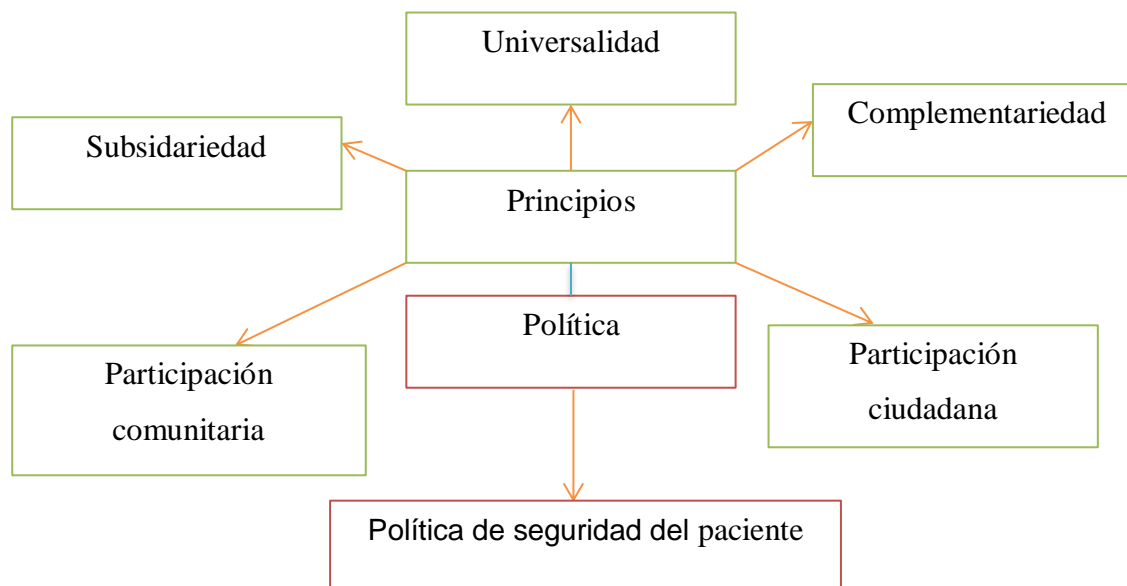 Universalidad
Complementariedad
Subsidariedad
Principios
Política
Participación
comunitaria
Participación
ciudadana
Política de seguridad del paciente